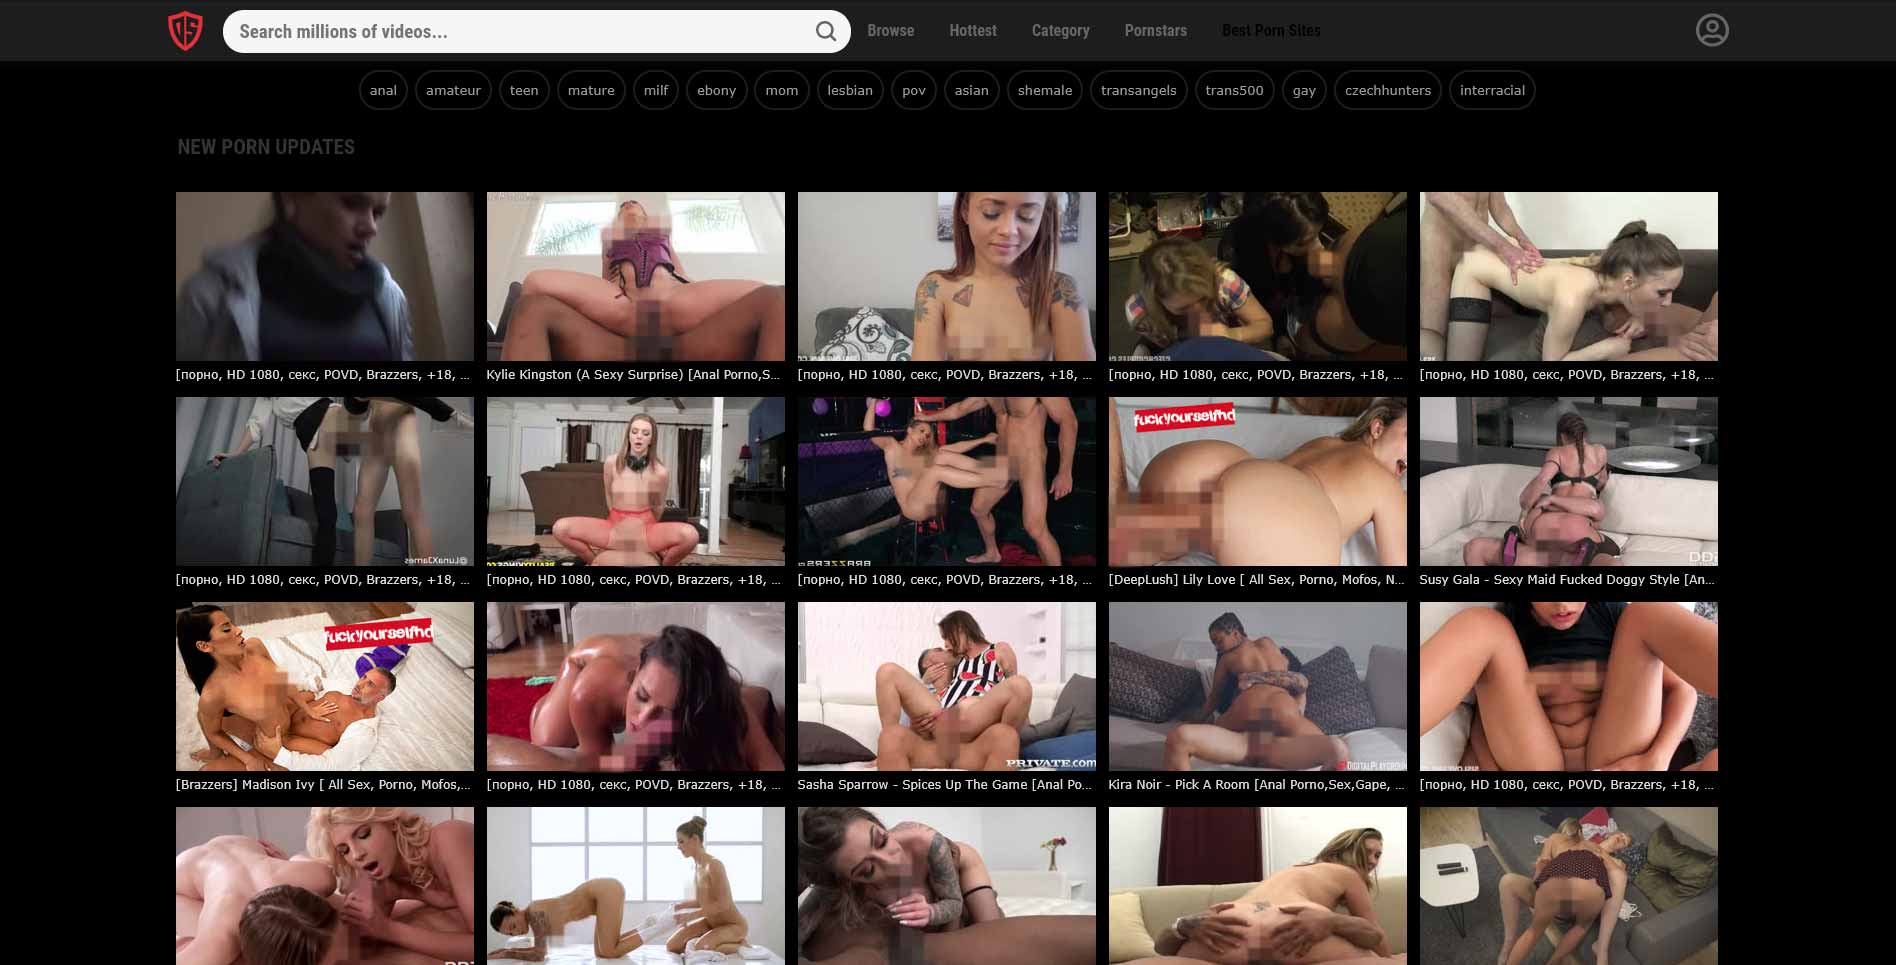 Search millions of videos...
Browse
Hottest
Category
Pornstars
Best Porn Sites
anal
amateur
teen
mature
milf
ebony
mom
lesbian
pov
asian
shemale
transangels
trans500
gay
czechhunters
interracial
NEW PORN UPDATES
[порно, HD 1080, секс, POVD, Brazzers, +18, ...
Kylie Kingston (A Sexy Surprise) [Anal Porno,S...
[порно, HD 1080, секс, POVD, Brazzers, +18, ...
[порно, HD 1080, секс, POVD, Brazzers, +18, ...
[порно, HD 1080, секс, POVD, Brazzers, +18, ...
@LunaXJames
BRAZZERS
fuckyourselfhd
[порно, HD 1080, секс, POVD, Brazzers, +18, ...
[порно, HD 1080, секс, POVD, Brazzers, +18, ...
[порно, HD 1080, секс, POVD, Brazzers, +18, ...
[DeepLush] Lily Love [ All Sex, Porno, Mofos, N...
Susy Gala - Sexy Maid Fucked Doggy Style [An...
fuckyourselfhd
PRIVATE.com
DIGITALPLAYGROUND
[Brazzers] Madison Ivy [ All Sex, Porno, Mofos,...
[порно, HD 1080, секс, POVD, Brazzers, +18, ...
Sasha Sparrow - Spices Up The Game [Anal Po...
Kira Noir - Pick A Room [Anal Porno,Sex,Gape, ...
[порно, HD 1080, секс, POVD, Brazzers, +18, ...